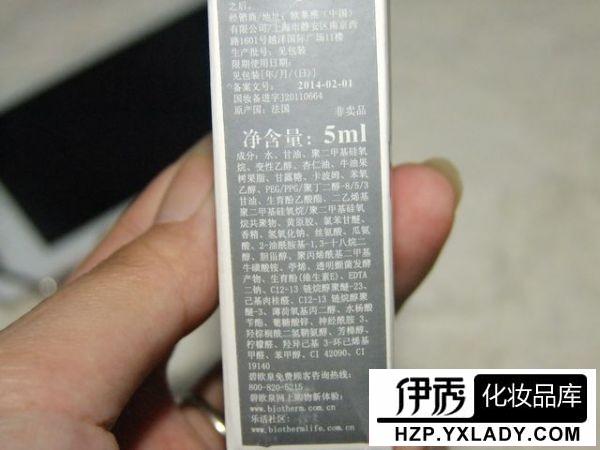 之后。
经销商/地址: 欧莱雅（中国）
有限公司/上海市静安区南京西
路1601号越洋国际广场11楼
生产批号: 见包装
限期使用日期:
见包装[年/月/(日)]
备案文号: 2014-02-01
国妆备进字J20110664
原产国: 法国 非卖品
净含量: 5ml
成分: 水、甘油、聚二甲基硅氧
烷、变性乙醇、杏仁油、牛油果
树果脂、甘露糖、卡波姆、苯氧
乙醇、PEG/PPG/聚丁二醇-8/5/3
甘油、生育酚乙酸酯、二乙烯基
聚二甲基硅氧烷/聚二甲基硅氧
烷共聚物、黄原胶、氯苯甘醚、
香精、氢氧化钠、丝氨酸、瓜氨
酸、2-油酰胺基-1,3-十八烷二
醇、胆甾醇、聚丙烯酰基二甲基
牛磺酸铵、苧烯、透明颤菌发酵
产物、生育酚(维生素E)、EDTA
二钠、C12-13 链烷醇聚醚-23、
己基肉桂醛、C12-13 链烷醇聚
醚-3、薄荷氧基丙二醇、水杨酸
苄酯、葡糖酸锌、神经酰胺 3、
羟棕榈酰二氢鞘氨醇、芳樟醇、
柠檬醛、羟异己基 3-环己烯基
甲醛、苯甲醇、CI 42090、CI
19140
碧欧泉免费顾客咨询热线:
800-820-5215
碧欧泉网上购物新体验:
www.biotherm.com.cn
乐活社区:
www.biothermlife.com.cn
伊秀 化妆品库
HZP.YXLADY.COM